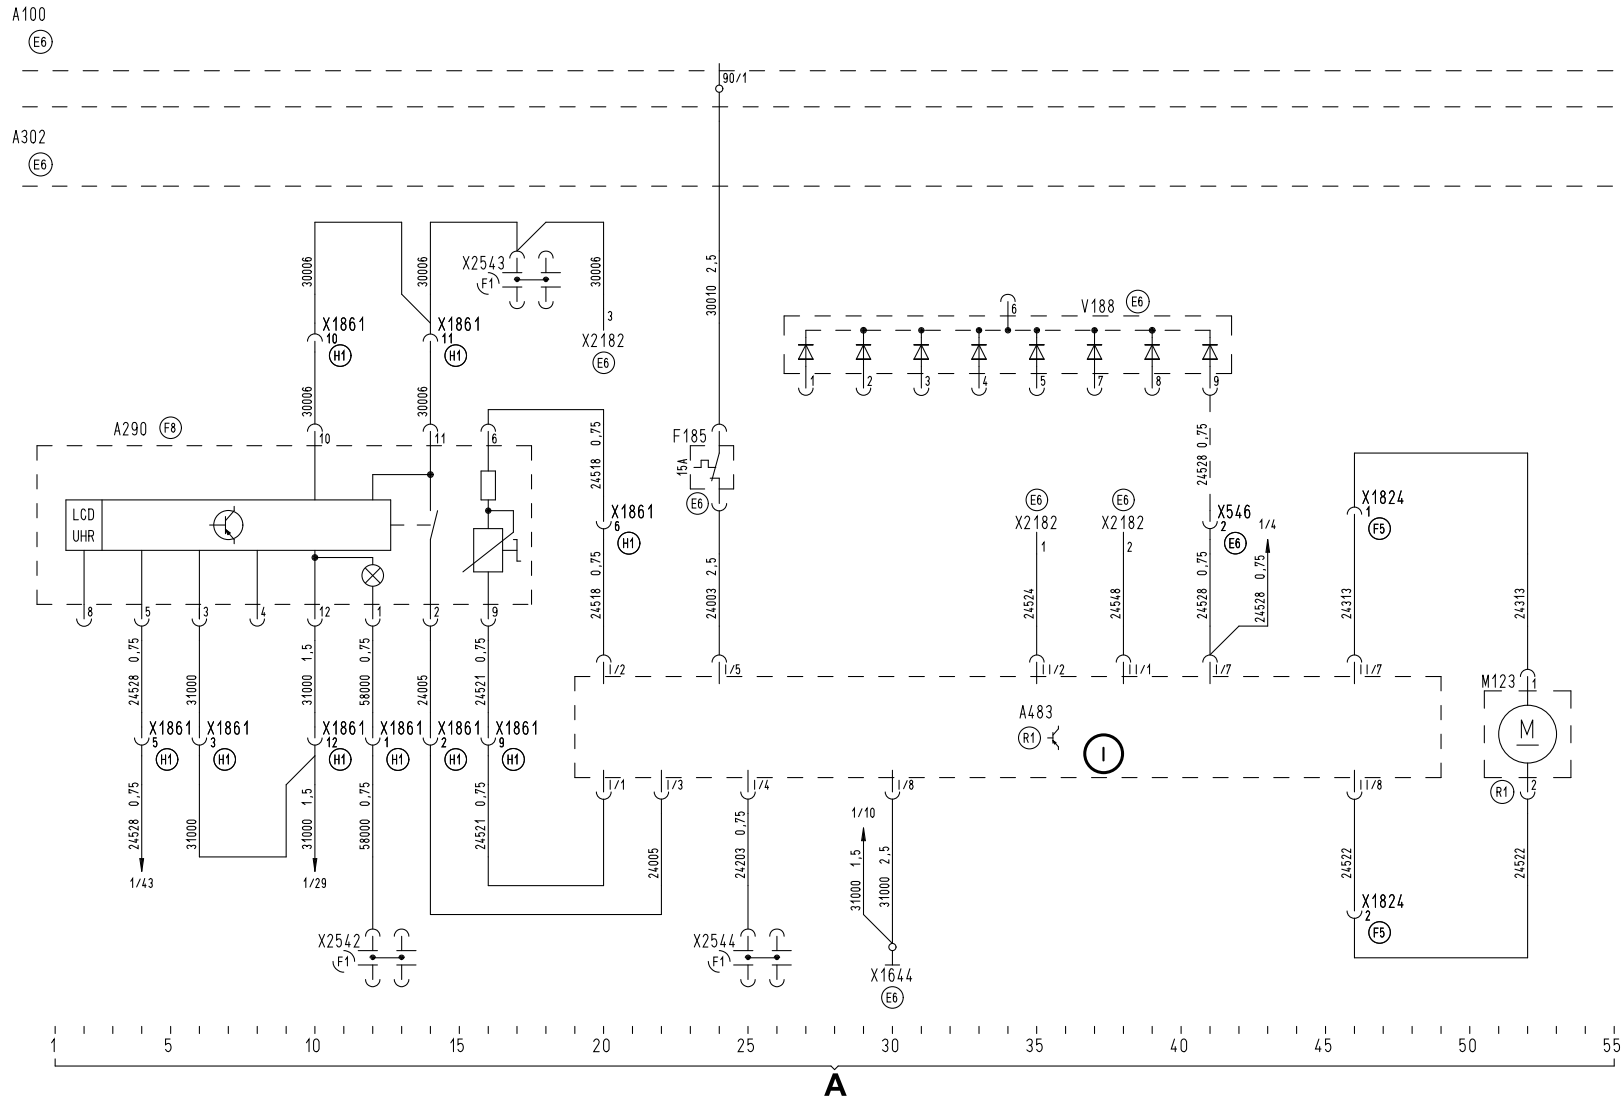 A100
E6
90/1
A302
E6
30006
30006
30006
30010 2,5
X2543
F1
3
X2182
E6
X1861
10
H1
X1861
11
H1
V188 E6
6
1 2 3 4 5 7 8 9
30006
30006
A290 F8
10 11 6
24518 0,75
F185
15A
E6
24528 0,75
LCD
UHR
X1861
6
H1
E6
X2182
1
E6
X2182
2
X546
2
E6
1/4
X1824
1
F5
24518 0,75
24003 2,5
24524
24548
24528 0,75
24528 0,75
24313
24313
8 5 3 4 12 1 2 9
24528 0,75
31000
31000 1,5
58000 0,75
24005
24521 0,75
I/2 I/5 II/2 II/1 I/7 II/7
M123
1
M
R1
2
A483
R1
I
X1861
5
H1
X1861
3
H1
X1861
12
H1
X1861
1
H1
X1861
2
H1
X1861
9
H1
I/1 I/3 I/4 I/8 II/8
24528 0,75
31000
31000 1,5
58000 0,75
24521 0,75
24005
24203 0,75
1/10
31000 1,5
31000 2,5
24522
24522
1/43
1/29
X1824
2
F5
X2542
F1
X2544
F1
X1644
E6
1 5 10 15 20 25 30 35 40 45 50 55
A